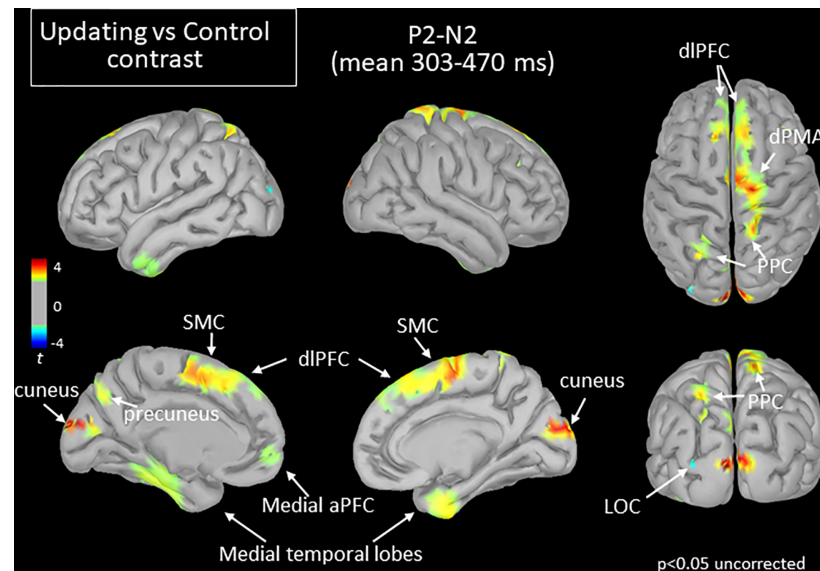 Updating vs Control
contrast
P2-N2
(mean 303-470 ms)
dlPFC
dPMA
PPC
4
0
-4
t
SMC
dlPFC
SMC
cuneus
precuneus
cuneus
PPC
Medial aPFC
LOC
Medial temporal lobes
p<0.05 uncorrected